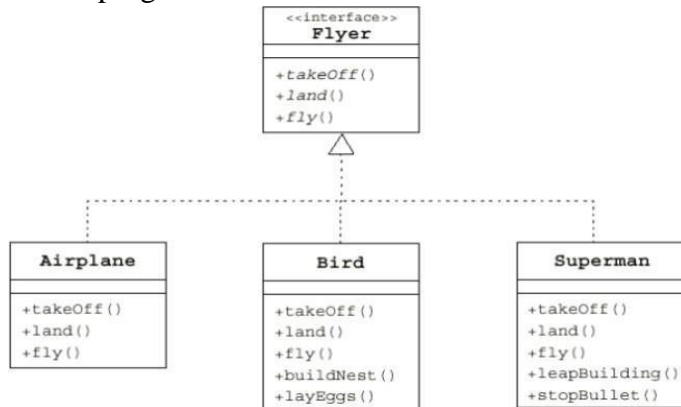 <<interface>>
Flyer
+takeOff()
+land()
+fly()
Airplane
+takeOff()
+land()
+fly()
Bird
+takeOff()
+land()
+fly()
+buildNest()
+layEggs()
Superman
+takeOff()
+land()
+fly()
+leapBuilding()
+stopBullet()